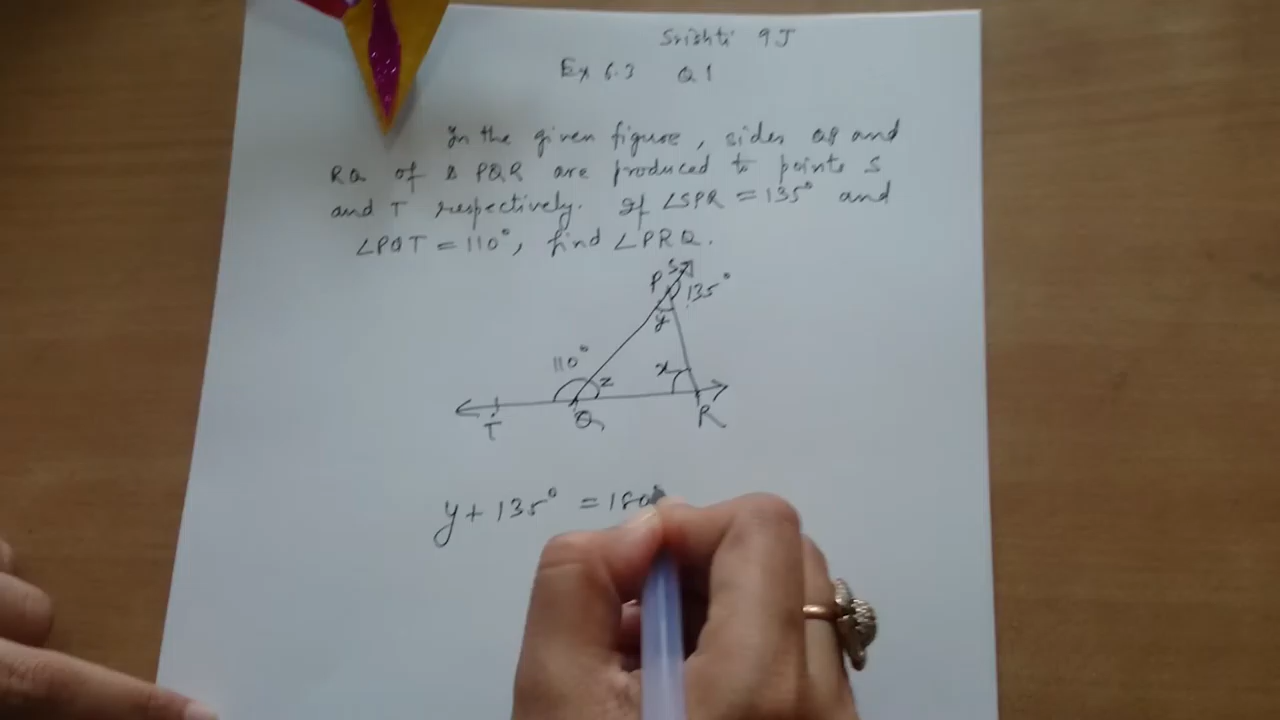 Srishti 9J
Ex 6.3 Q1
In the given figure, sides QP and
RQ of Δ PQR are produced to points S
and T respectively. If ∠SPR = 135° and
∠PQT = 110°, find ∠PRQ.
S
P 135°
y
110° z x
T Q R
y + 135° = 180°